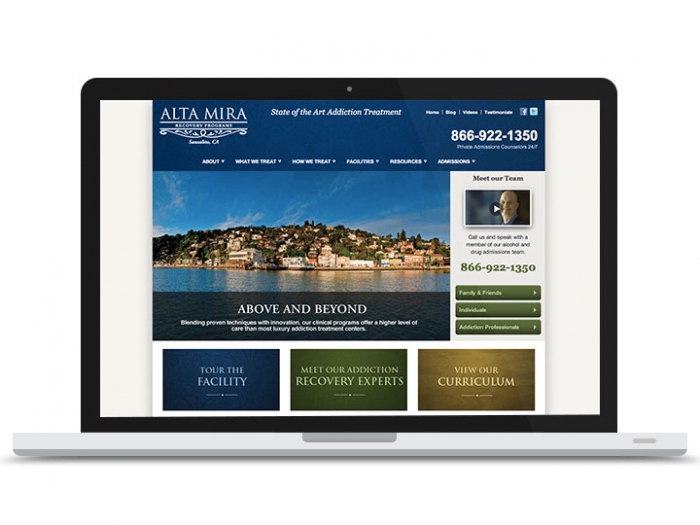 ALTA MIRA
RECOVERY PROGRAMS
Sausalito, CA
State of the Art Addiction Treatment
Home | Blog | Videos | Testimonials
866-922-1350
Private Admissions Counselors 24/7
ABOUT
WHAT WE TREAT
HOW WE TREAT
FACILITIES
RESOURCES
ADMISSIONS
ABOVE AND BEYOND
Blending proven techniques with innovation, our clinical programs offer a higher level of
care than most luxury addiction treatment centers.
Meet our Team
Call us and speak with a
member of our alcohol and
drug admissions team.
866-922-1350
Family & Friends
Individuals
Addiction Professionals
TOUR THE
FACILITY
MEET OUR ADDICTION
RECOVERY EXPERTS
VIEW OUR
CURRICULUM